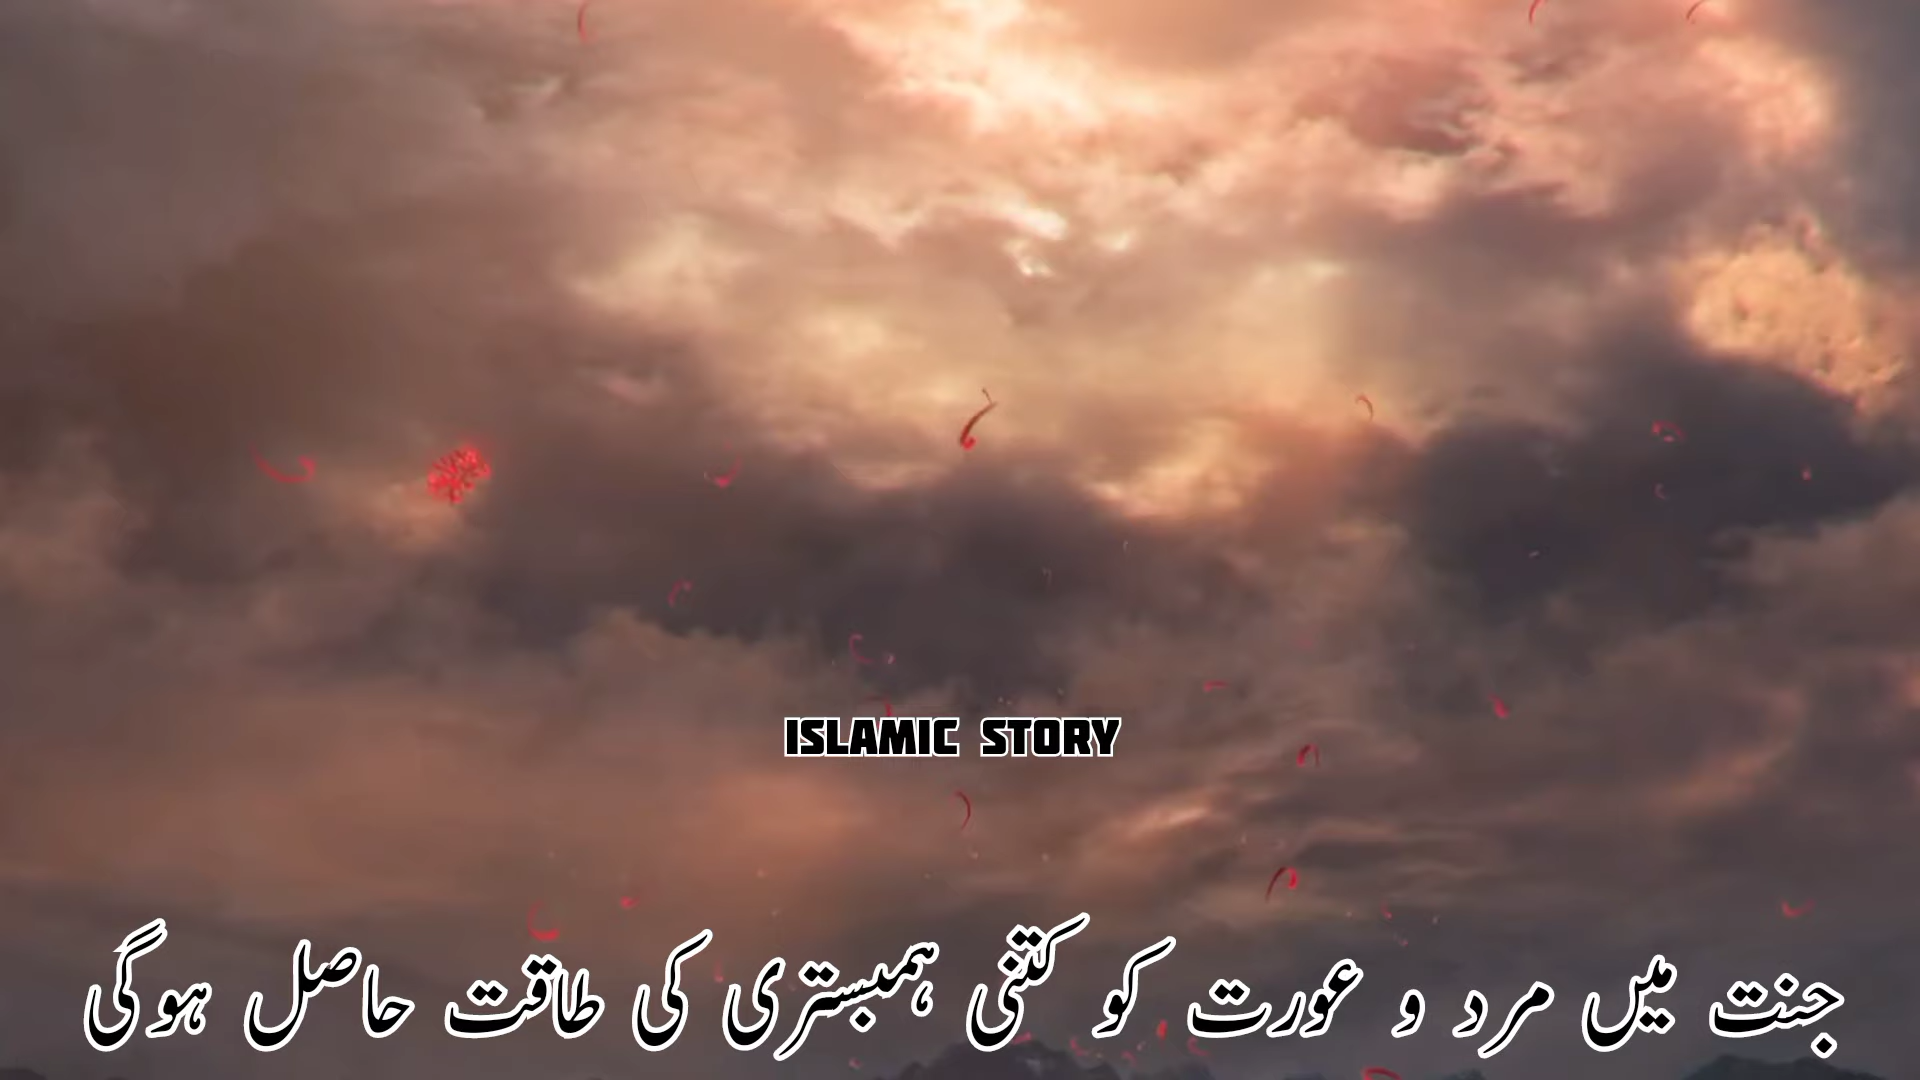 ISLAMIC STORY
جنت میں مرد و عورت کو کتنی ہمبستری کی طاقت حاصل ہوگی